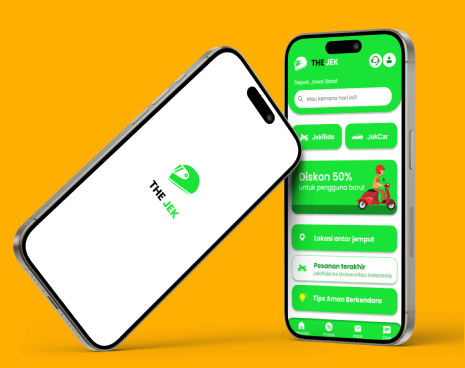 THE JEK
THE JEK
Depok, Jawa Barat
Mau kemana hari ini?
JekRide
JekCar
Diskon 50%
untuk pengguna baru!
Lokasi antar jemput
Pesanan terakhir
JekRide ke Universitas Indonesia
Tips Aman Berkendara